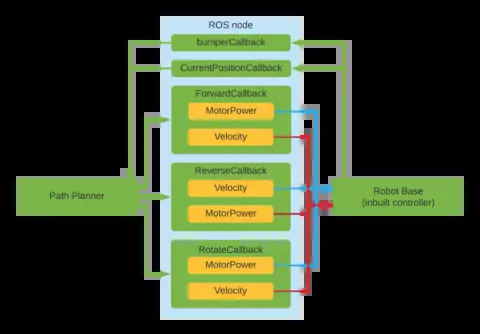 ROS node
bumperCallback
CurrentPositionCallback
ForwardCallback
MotorPower
Velocity
ReverseCallback
Velocity
MotorPower
RotateCallback
MotorPower
Velocity
Path Planner
Robot Base
(inbuilt controller)